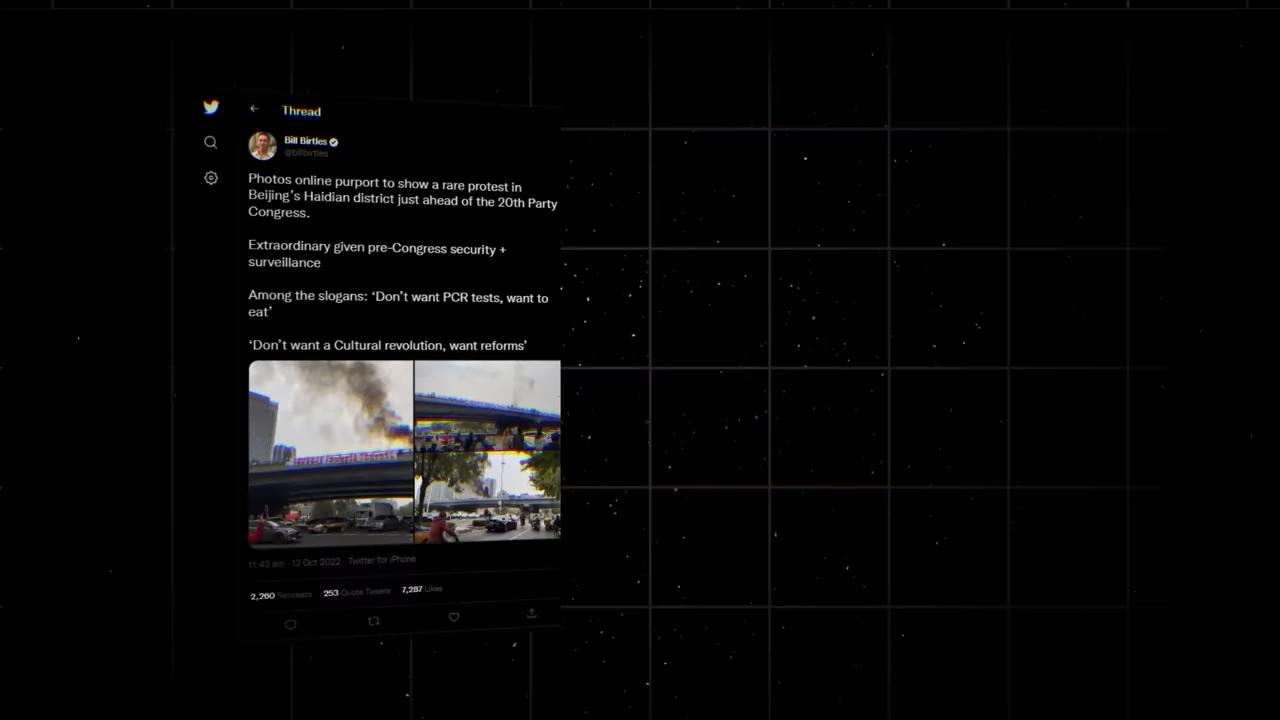 Thread
Bill Birtles
@billbirtles
Photos online purport to show a rare protest in
Beijing's Haidian district just ahead of the 20th Party
Congress.
Extraordinary given pre-Congress security +
surveillance
Among the slogans: ‘Don't want PCR tests, want to
eat’
‘Don't want a Cultural revolution, want reforms’
11:43 am · 13 Oct 2022 · Twitter for iPhone
2,260 Retweets 253 Quote Tweets 7,287 Likes